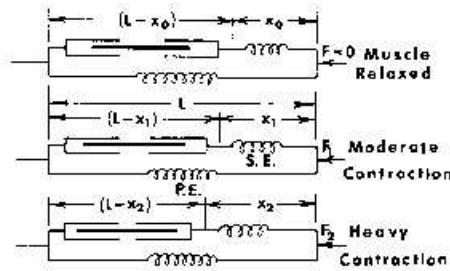 (L-x₀) x₀
F=0 Muscle
Relaxed
L
(L-x₁) x₁
F₁ Moderate
S.E.
Contraction
P.E.
(L-x₂) x₂
F₂ Heavy
Contraction